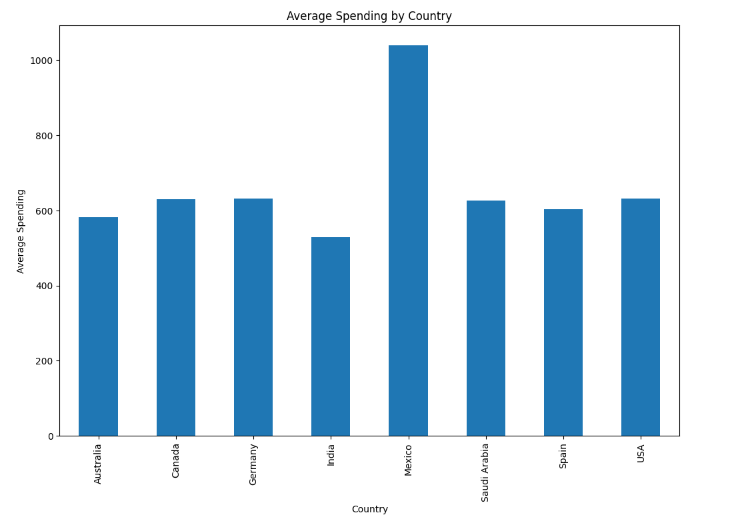 Average Spending by Country
1000
800
600
400
200
0
Average Spending
Australia
Canada
Germany
India
Mexico
Saudi Arabia
Spain
USA
Country